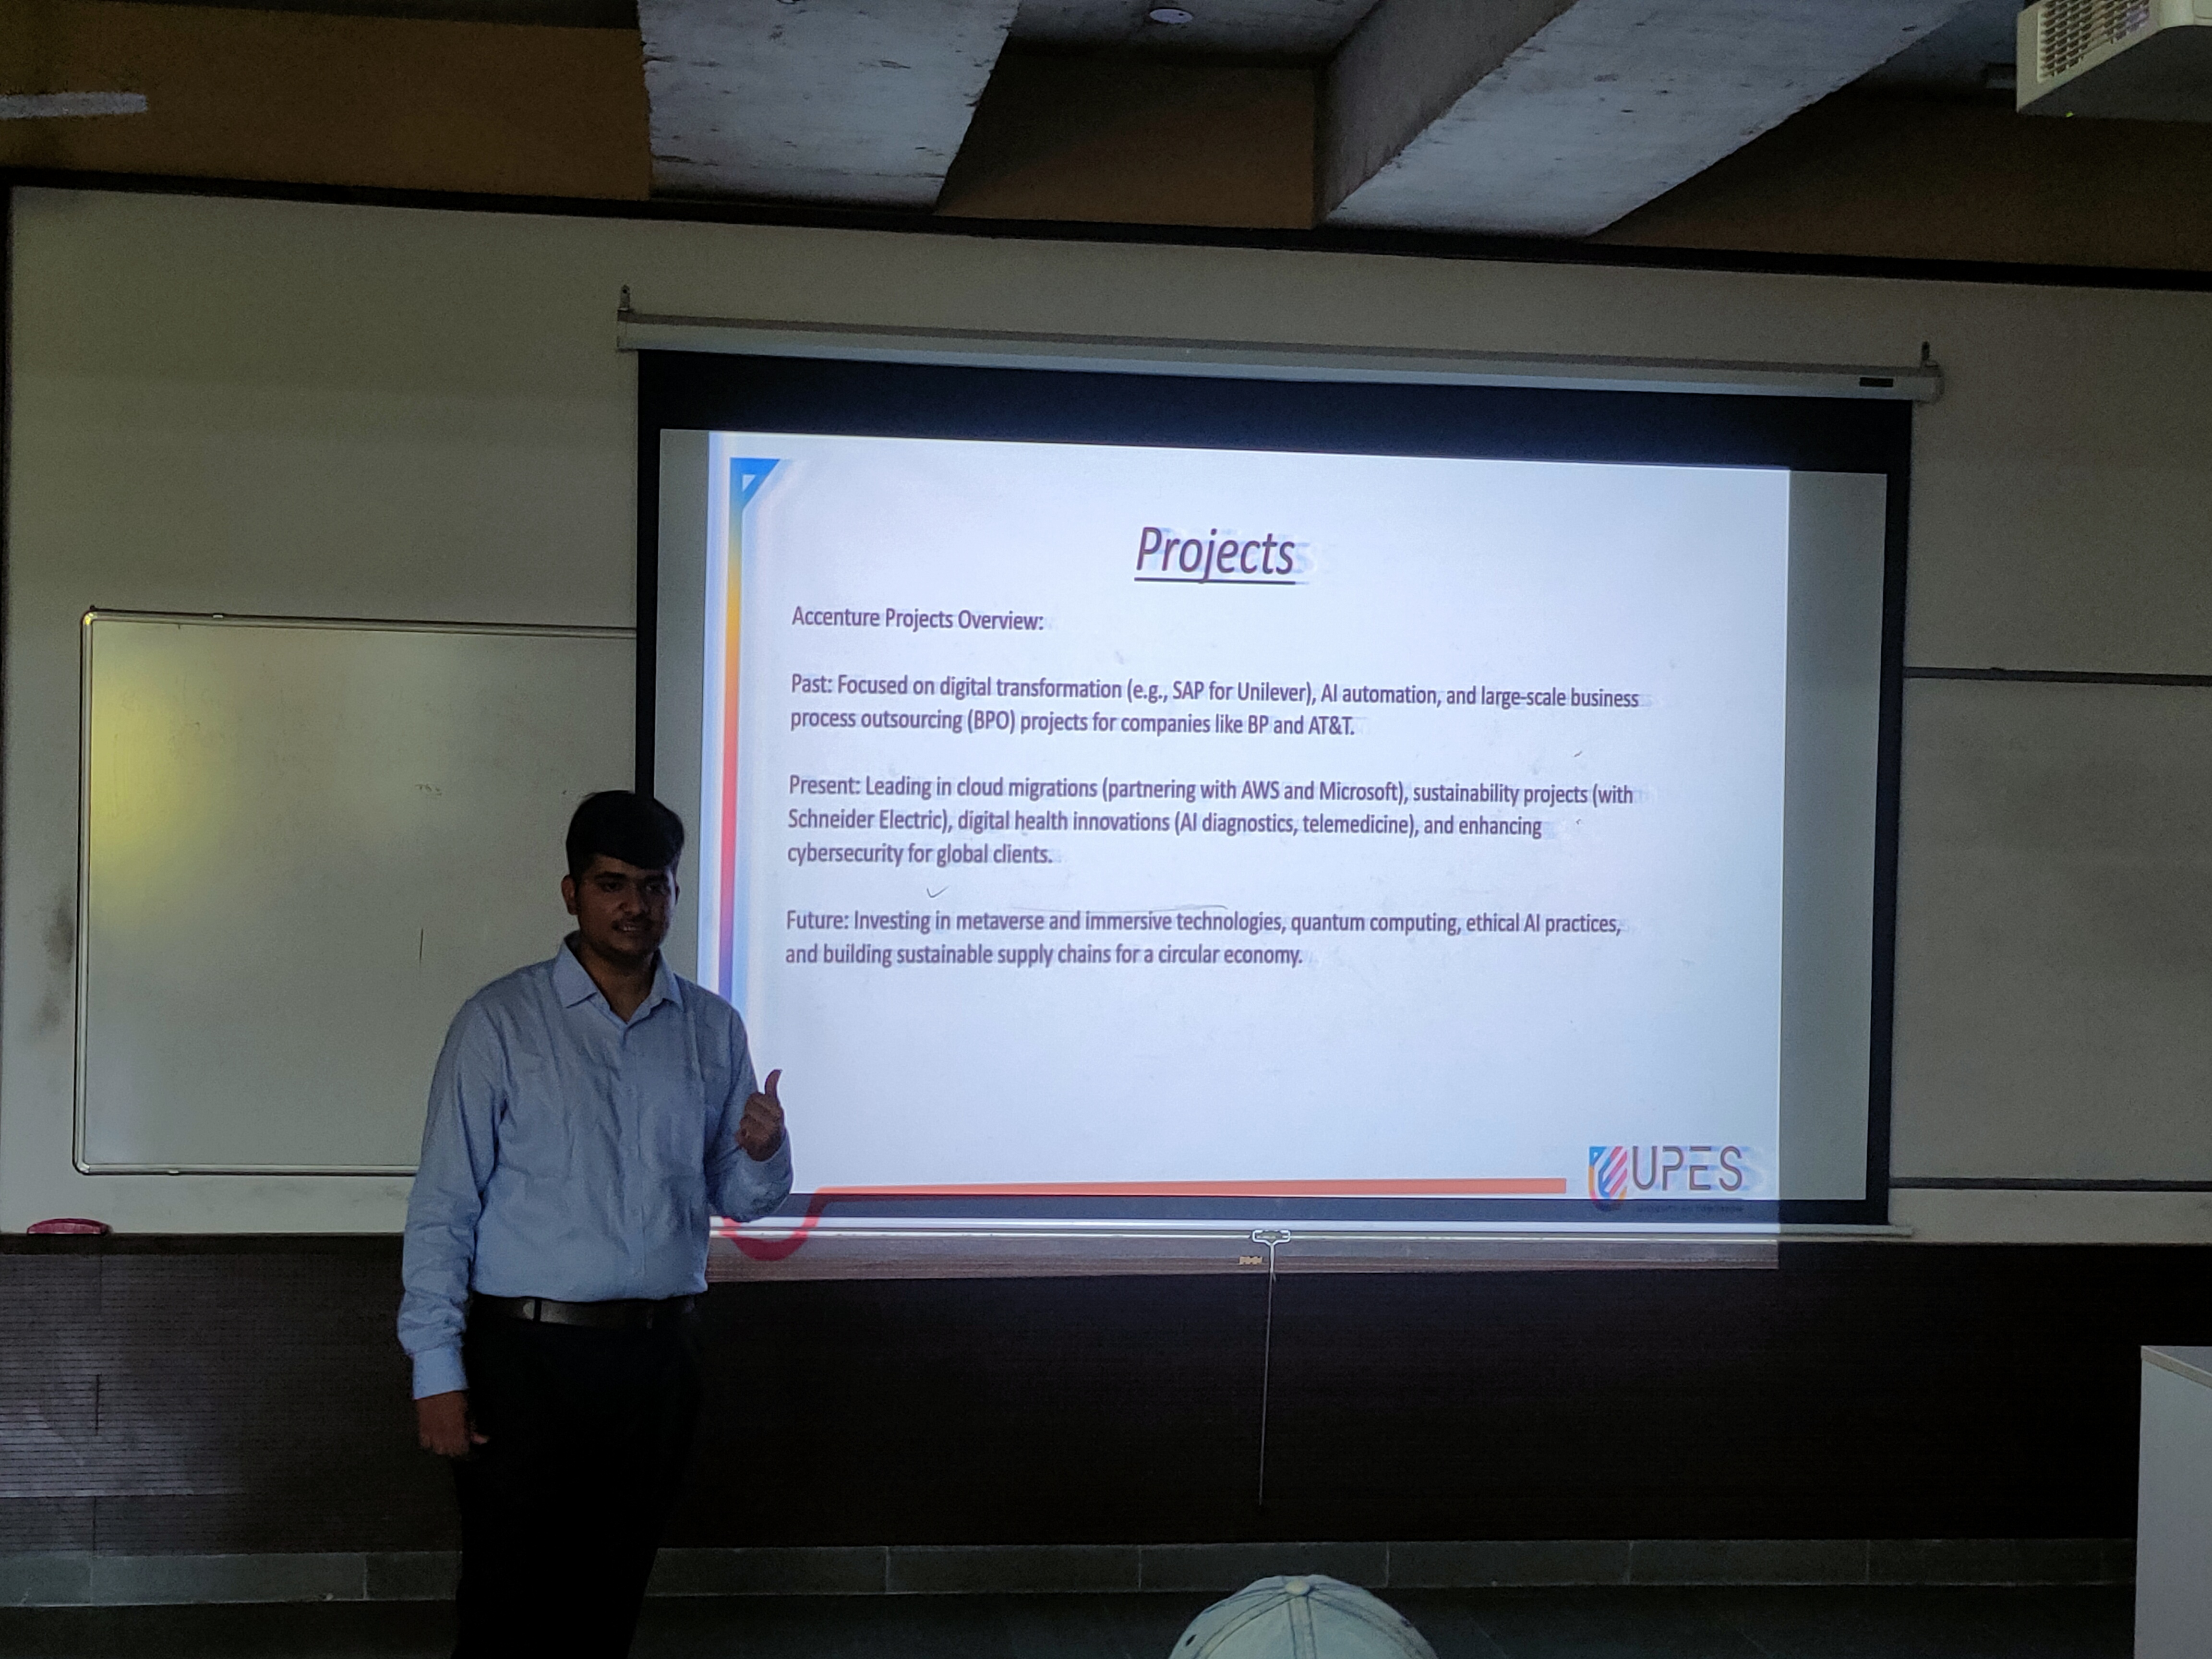 Projects
Accenture Projects Overview:
Past: Focused on digital transformation (e.g., SAP for Unilever), AI automation, and large-scale business
process outsourcing (BPO) projects for companies like BP and AT&T.
Present: Leading in cloud migrations (partnering with AWS and Microsoft), sustainability projects (with
Schneider Electric), digital health innovations (AI diagnostics, telemedicine), and enhancing
cybersecurity for global clients.
Future: Investing in metaverse and immersive technologies, quantum computing, ethical AI practices,
and building sustainable supply chains for a circular economy.
UPES